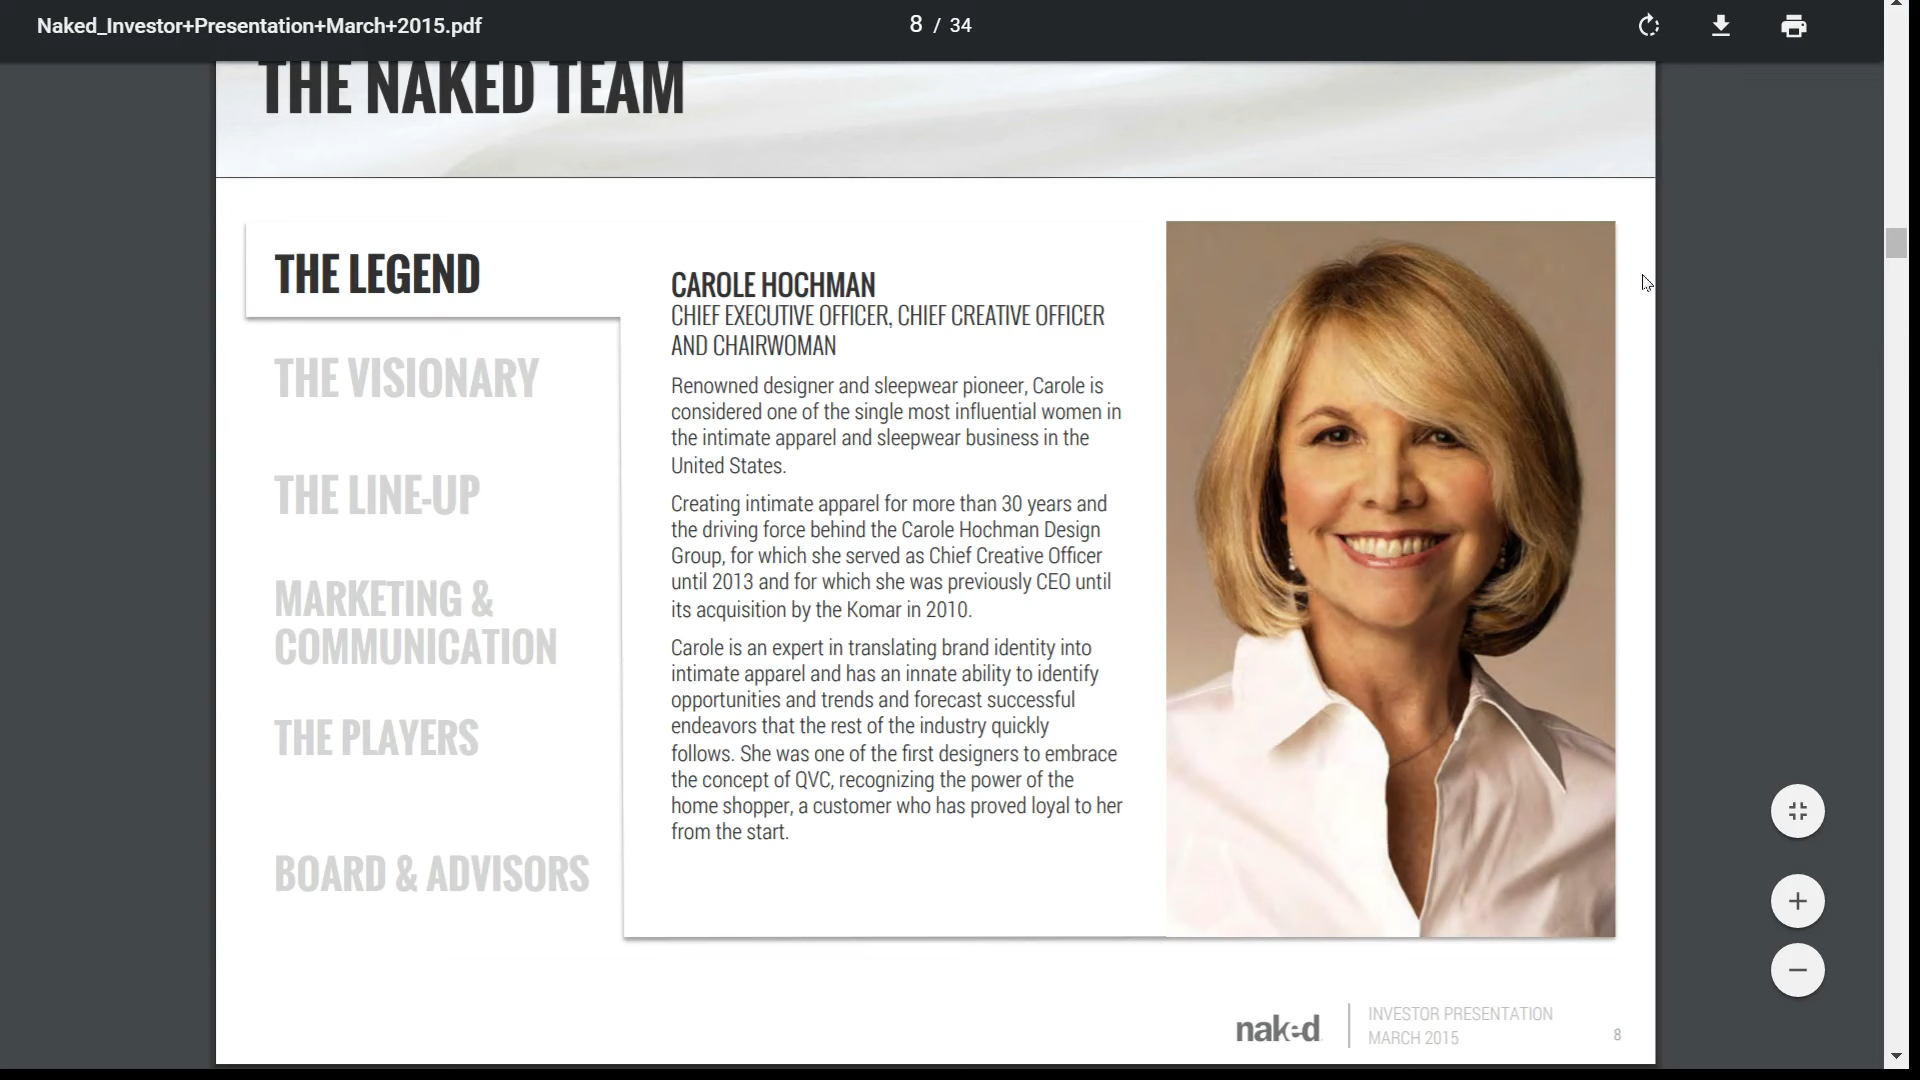 Naked_Investor+Presentation+March+2015.pdf
8 / 34
THE NAKED TEAM
THE LEGEND
THE VISIONARY
THE LINE-UP
MARKETING &
COMMUNICATION
THE PLAYERS
BOARD & ADVISORS
CAROLE HOCHMAN
CHIEF EXECUTIVE OFFICER, CHIEF CREATIVE OFFICER
AND CHAIRWOMAN
Renowned designer and sleepwear pioneer, Carole is
considered one of the single most influential women in
the intimate apparel and sleepwear business in the
United States.
Creating intimate apparel for more than 30 years and
the driving force behind the Carole Hochman Design
Group, for which she served as Chief Creative Officer
until 2013 and for which she was previously CEO until
its acquisition by the Komar in 2010.
Carole is an expert in translating brand identity into
intimate apparel and has an innate ability to identify
opportunities and trends and forecast successful
endeavors that the rest of the industry quickly
follows. She was one of the first designers to embrace
the concept of QVC, recognizing the power of the
home shopper, a customer who has proved loyal to her
from the start.
naked
INVESTOR PRESENTATION
MARCH 2015
8